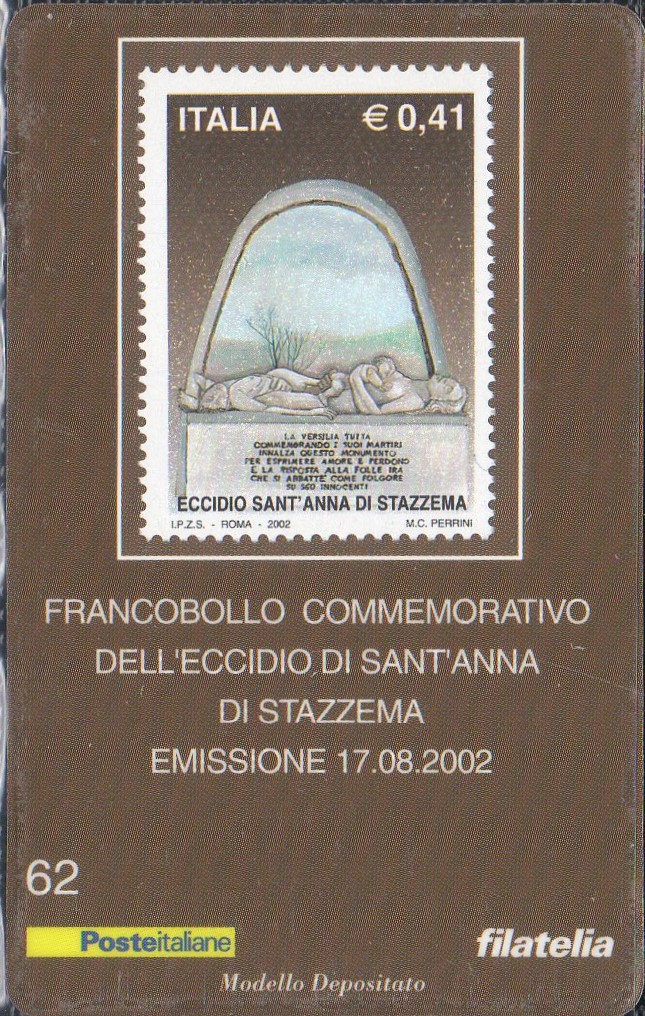 ITALIA € 0,41
LA VERSILIA TUTTA
COMMEMORANDO I SUOI MARTIRI
INNALZA QUESTO MONUMENTO
PER ESPRIMERE AMORE E PERDONO
E LA RISPOSTA ALLA FOLLE IRA
CHE SI ABBATTE' COME FOLGORE
SU 560 INNOCENTI
ECCIDIO SANT'ANNA DI STAZZEMA
I.P.Z.S. - ROMA - 2002 M.C. PERRINI
FRANCOBOLLO COMMEMORATIVO
DELL'ECCIDIO DI SANT'ANNA
DI STAZZEMA
EMISSIONE 17.08.2002
62
Posteitaliane filatelia
Modello Depositato